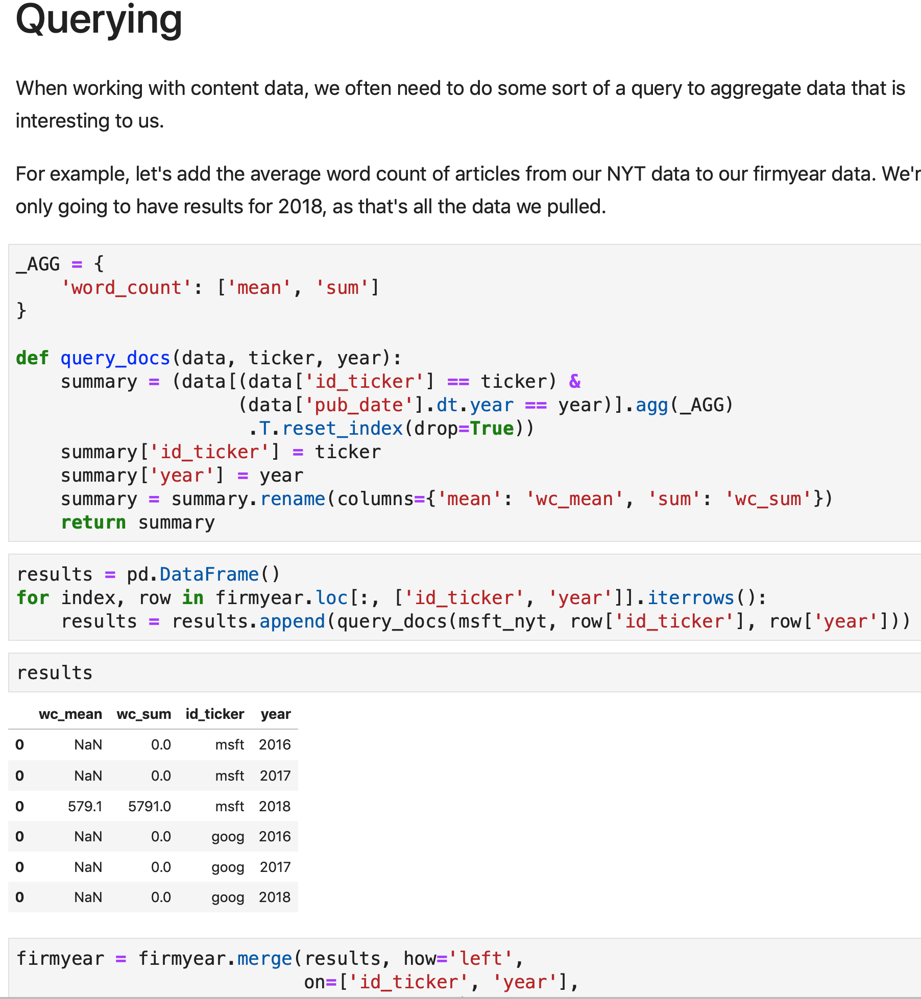 Querying
When working with content data, we often need to do some sort of a query to aggregate data that is
interesting to us.
For example, let's add the average word count of articles from our NYT data to our firmyear data. We'r
only going to have results for 2018, as that's all the data we pulled.
_AGG = {
    'word_count': ['mean', 'sum']
}
def query_docs(data, ticker, year):
    summary = (data[(data['id_ticker'] == ticker) &
                    (data['pub_date'].dt.year == year)].agg(_AGG)
                     .T.reset_index(drop=True))
    summary['id_ticker'] = ticker
    summary['year'] = year
    summary = summary.rename(columns={'mean': 'wc_mean', 'sum': 'wc_sum'})
    return summary
results = pd.DataFrame()
for index, row in firmyear.loc[:, ['id_ticker', 'year']].iterrows():
    results = results.append(query_docs(msft_nyt, row['id_ticker'], row['year']))
results
wc_mean wc_sum id_ticker year
0 NaN 0.0 msft 2016
0 NaN 0.0 msft 2017
0 579.1 5791.0 msft 2018
0 NaN 0.0 goog 2016
0 NaN 0.0 goog 2017
0 NaN 0.0 goog 2018
firmyear = firmyear.merge(results, how='left',
                          on=['id_ticker', 'year'],